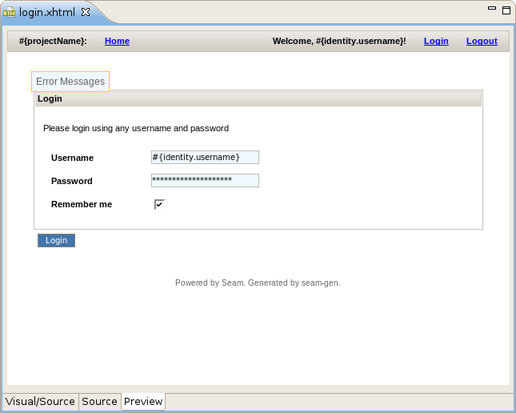 login.xhtml
#{projectName}: Home Welcome, #{identity.username}! Login Logout
Error Messages
Login
Please login using any username and password
Username #{identity.username}
Password ********************
Remember me
Login
Powered by Seam. Generated by seam-gen.
Visual/Source Source Preview